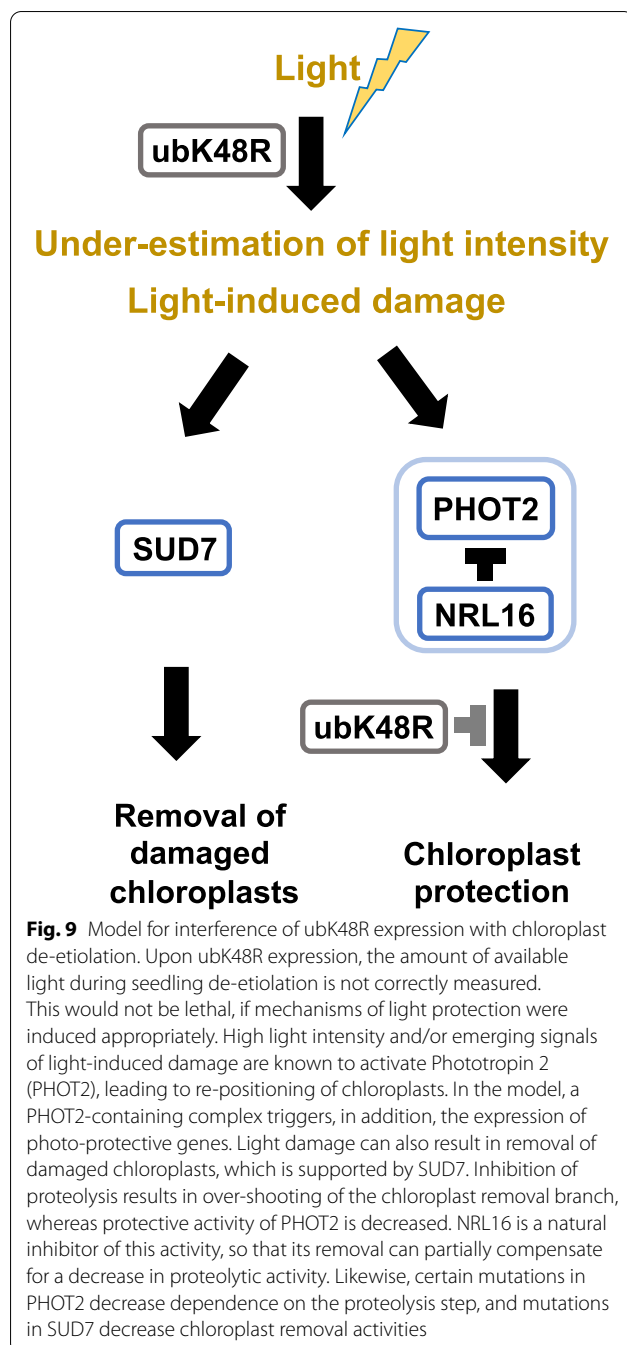 Light
ubK48R
Under-estimation of light intensity
Light-induced damage
SUD7
PHOT2
NRL16
ubK48R
Removal of
damaged
chloroplasts
Chloroplast
protection
Fig. 9 Model for interference of ubK48R expression with chloroplast
de-etiolation. Upon ubK48R expression, the amount of available
light during seedling de-etiolation is not correctly measured.
This would not be lethal, if mechanisms of light protection were
induced appropriately. High light intensity and/or emerging signals
of light-induced damage are known to activate Phototropin 2
(PHOT2), leading to re-positioning of chloroplasts. In the model, a
PHOT2-containing complex triggers, in addition, the expression of
photo-protective genes. Light damage can also result in removal of
damaged chloroplasts, which is supported by SUD7. Inhibition of
proteolysis results in over-shooting of the chloroplast removal branch,
whereas protective activity of PHOT2 is decreased. NRL16 is a natural
inhibitor of this activity, so that its removal can partially compensate
for a decrease in proteolytic activity. Likewise, certain mutations in
PHOT2 decrease dependence on the proteolysis step, and mutations
in SUD7 decrease chloroplast removal activities